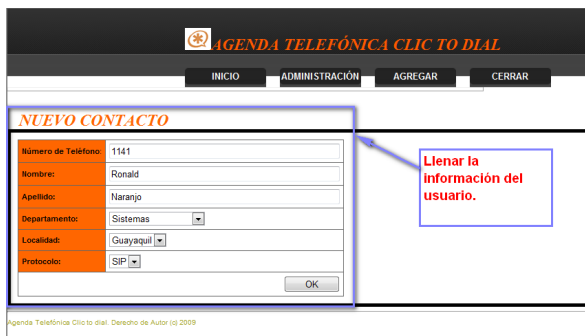 AGENDA TELEFÓNICA CLIC TO DIAL
INICIO ADMINISTRACIÓN AGREGAR CERRAR
NUEVO CONTACTO
Número de Teléfono: 1141
Nombre: Ronald
Apellido: Naranjo
Departamento: Sistemas
Localidad: Guayaquil
Protocolo: SIP
OK
Llenar la
información del
usuario.
Agenda Telefónica Clic to dial. Derecho de Autor (c) 2009